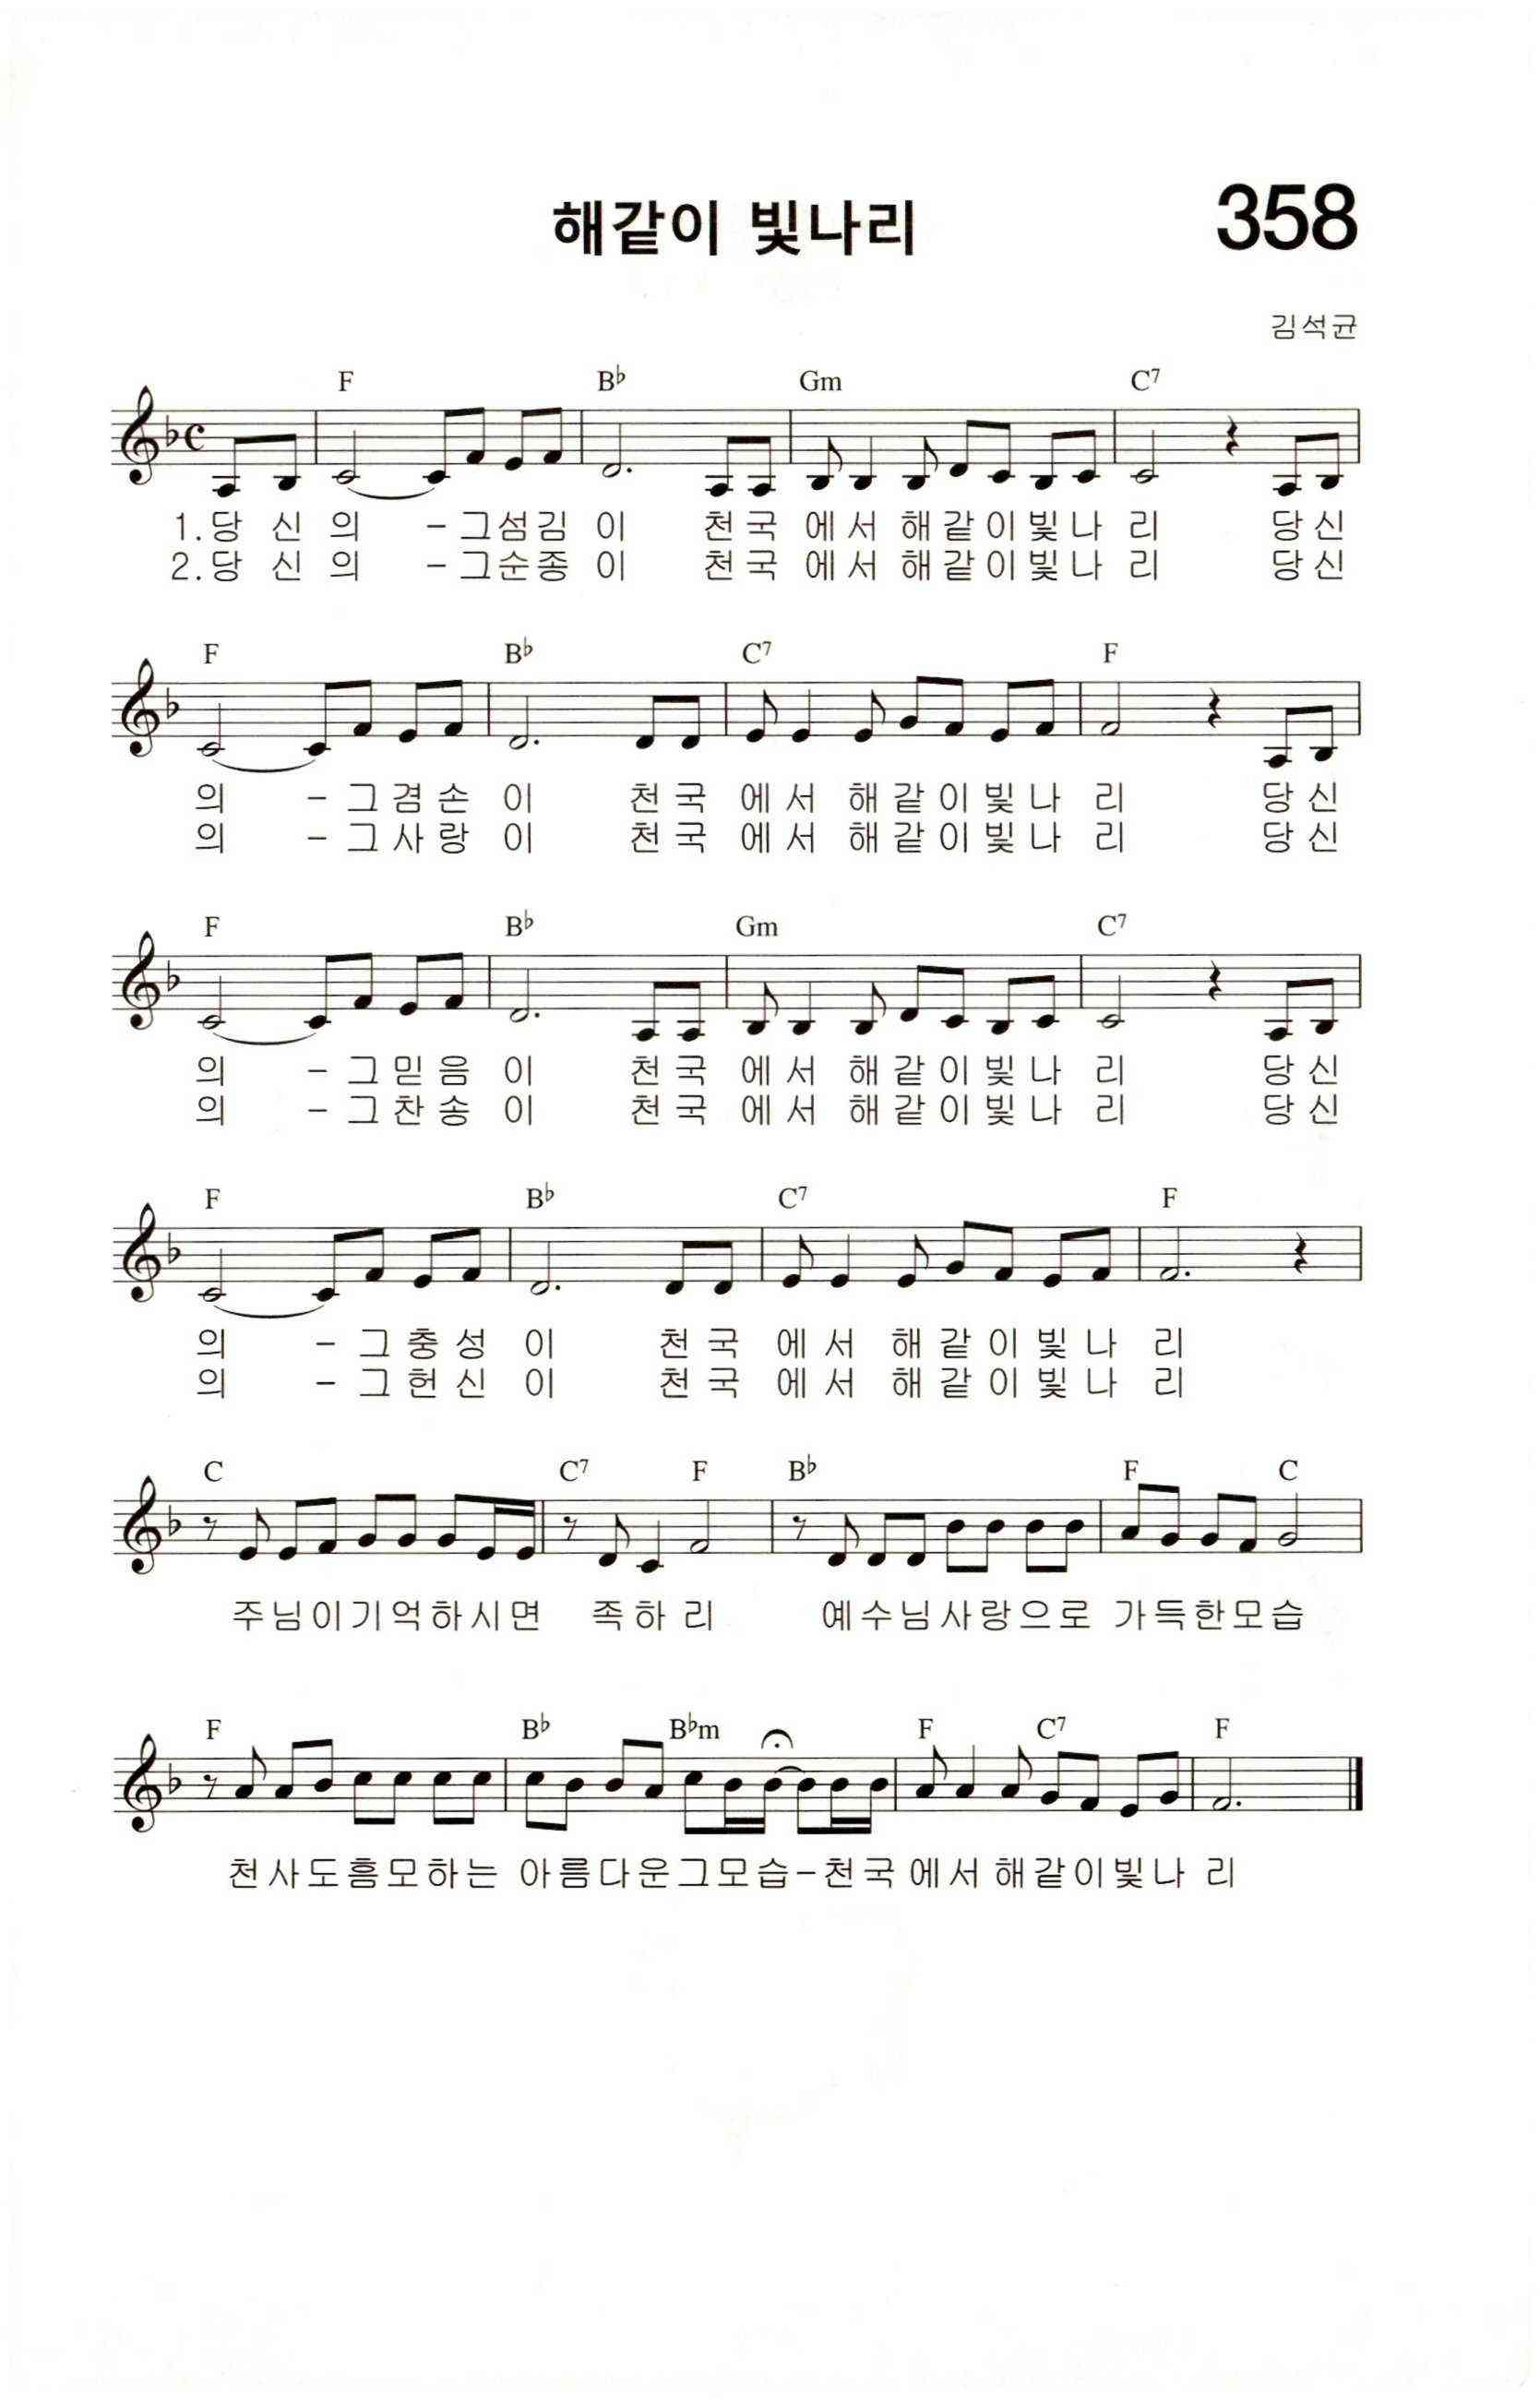 해같이 빛나리
358
김석균
F B♭ Gm C7
1.당 신 의 -그섬김 이 천국 에서 해같이빛나 리 당신
2.당 신 의 -그순종 이 천국 에서 해같이빛나 리 당신
F B♭ C7 F
의 -그겸손 이 천국 에서 해같이빛나 리 당신
의 -그사랑 이 천국 에서 해같이빛나 리 당신
F B♭ Gm C7
의 -그믿음 이 천국 에서 해같이빛나 리 당신
의 -그찬송 이 천국 에서 해같이빛나 리 당신
F B♭ C7 F
의 -그충성 이 천국 에서 해같이빛나 리
의 -그헌신 이 천국 에서 해같이빛나 리
C C7 F B♭ F C
주님이기억하시면 족하리 예수님사랑으로 가득한모습
F B♭ B♭m F C7 F
천사도흠모하는 아름다운그모습-천국에서해같이빛나 리